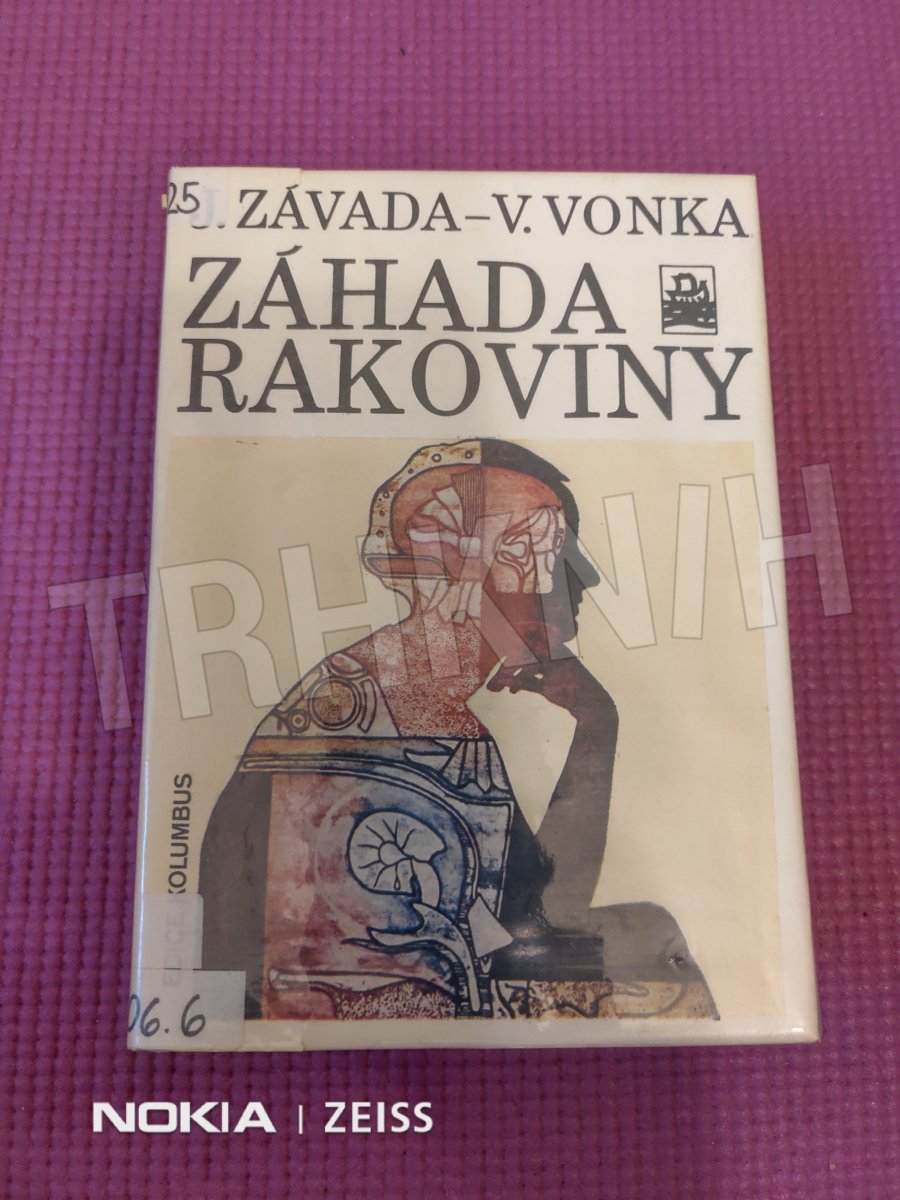 25
J. ZÁVADA–V. VONKA
ZÁHADA
RAKOVINY
TRHKNIH
EDICE KOLUMBUS
06.6
NOKIA | ZEISS